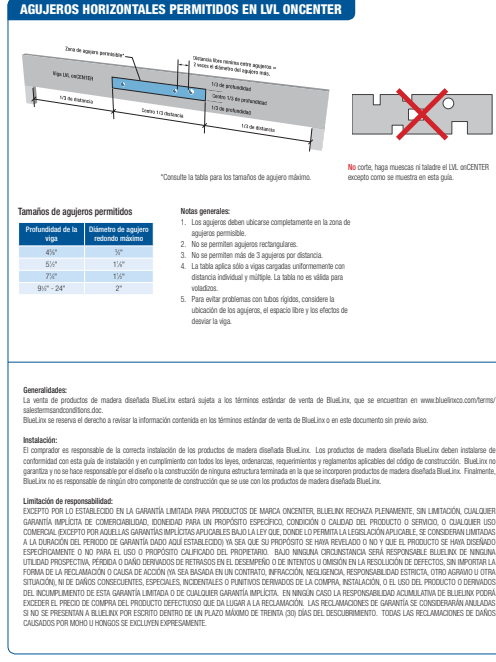 AGUJEROS HORIZONTALES PERMITIDOS EN LVL ONCENTER
Zona de agujero permisible*
Distancia libre mínima entre agujeros =
2 veces el diámetro del agujero más.
Viga LVL onCENTER
1/3 de profundidad
Centro 1/3 de profundidad
1/3 de profundidad
1/3 de distancia
Centro 1/3 distancia
1/3 de distancia
*Consulte la tabla para los tamaños de agujero máximo.
No corte, haga muescas ni taladre el LVL onCENTER
excepto como se muestra en esta guía.
Tamaños de agujeros permitidos
Profundidad de la viga
Diámetro de agujero redondo máximo
5½" 1¼"
7¼" 1½"
9¼" - 24" 2"
Notas generales:
1. Los agujeros deben ubicarse completamente en la zona de
agujeros permisible.
2. No se permiten agujeros rectangulares.
3. No se permiten más de 3 agujeros por distancia.
4. La tabla aplica sólo a vigas cargadas uniformemente con
distancia individual y múltiple. La tabla no es válida para
voladizos.
5. Para evitar problemas con tubos rígidos, considere la
ubicación de los agujeros, el espacio libre y los efectos de
desviar la viga.
Generalidades:
La venta de productos de madera diseñada BlueLinx estará sujeta a los términos estándar de venta de BlueLinx, que se encuentran en www.bluelinxco.com/terms/
salestermsandconditions.doc.
BlueLinx se reserva el derecho a revisar la información contenida en los términos estándar de venta de BlueLinx o en este documento sin previo aviso.
Instalación:
El comprador es responsable de la correcta instalación de los productos de madera diseñada BlueLinx. Los productos de madera diseñada BlueLinx deben instalarse de
conformidad con esta guía de instalación y en cumplimiento con todos los leyes, ordenanzas, requerimientos y reglamentos aplicables del código de construcción. BlueLinx no
garantiza y no se hace responsable por el diseño o la construcción de ninguna estructura terminada en la que se incorporen productos de madera diseñada BlueLinx. Finalmente,
BlueLinx no es responsable de ningún otro componente de construcción que se use con los productos de madera diseñada BlueLinx.
Limitación de responsabilidad:
EXCEPTO POR LO ESTABLECIDO EN LA GARANTÍA LIMITADA PARA PRODUCTOS DE MARCA ONCENTER, BLUELINX RECHAZA PLENAMENTE, SIN LIMITACIÓN, CUALQUIER
GARANTÍA IMPLÍCITA DE COMERCIABILIDAD, IDONEIDAD PARA UN PROPÓSITO ESPECÍFICO, CONDICIÓN O CALIDAD DEL PRODUCTO O SERVICIO, O CUALQUIER USO
COMERCIAL (EXCEPTO POR AQUELLAS GARANTÍAS IMPLÍCITAS APLICABLES BAJO LA LEY QUE, DONDE LO PERMITA LA LEGISLACIÓN APLICABLE, SE CONSIDERAN LIMITADAS
A LA DURACIÓN DEL PERIODO DE GARANTÍA DADO AQUÍ ESTABLECIDO) YA SEA QUE SU PROPÓSITO SE HAYA REVELADO O NO Y QUE EL PRODUCTO SE HAYA DISEÑADO
ESPECÍFICAMENTE O NO PARA EL USO O PROPÓSITO CALIFICADO DEL PROPIETARIO. BAJO NINGUNA CIRCUNSTANCIA SERÁ RESPONSABLE BLUELINX DE NINGUNA
UTILIDAD PROSPECTIVA, PÉRDIDA O DAÑO DERIVADOS DE RETRASOS EN EL DESEMPEÑO O DE INTENTOS U OMISIÓN EN LA RESOLUCIÓN DE DEFECTOS, SIN IMPORTAR LA
FORMA DE LA RECLAMACIÓN O CAUSA DE ACCIÓN (YA SEA BASADA EN UN CONTRATO, INFRACCIÓN, NEGLIGENCIA, RESPONSABILIDAD ESTRICTA, OTRO AGRAVIO U OTRA
SITUACIÓN), NI DE DAÑOS CONSECUENTES, ESPECIALES, INCIDENTALES O PUNITIVOS DERIVADOS DE LA COMPRA, INSTALACIÓN, O EL USO DEL PRODUCTO O DERIVADOS
DEL INCUMPLIMIENTO DE ESTA GARANTÍA LIMITADA O DE CUALQUIER GARANTÍA IMPLÍCITA. EN NINGÚN CASO LA RESPONSABILIDAD ACUMULATIVA DE BLUELINX PODRÁ
EXCEDER EL PRECIO DE COMPRA DEL PRODUCTO DEFECTUOSO QUE DA LUGAR A LA RECLAMACIÓN. LAS RECLAMACIONES DE GARANTÍA SE CONSIDERARÁN ANULADAS
SI NO SE PRESENTAN A BLUELINX POR ESCRITO DENTRO DE UN PLAZO MÁXIMO DE TREINTA (30) DÍAS DEL DESCUBRIMIENTO. TODAS LAS RECLAMACIONES DE DAÑOS
CAUSADOS POR MOHO U HONGOS SE EXCLUYEN EXPRESAMENTE.